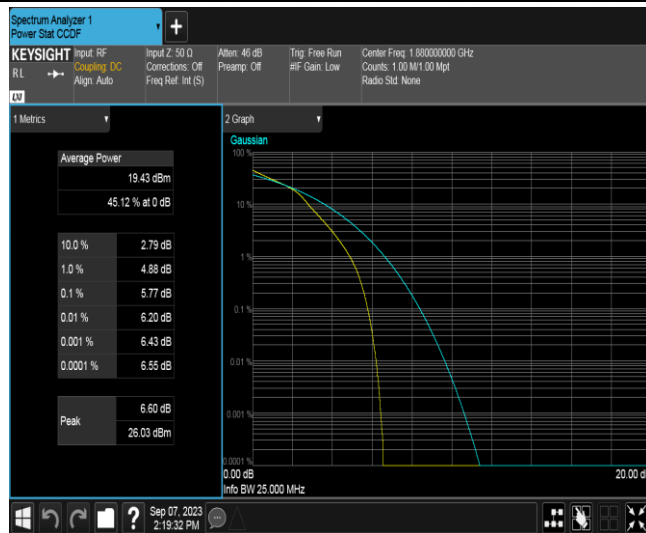 Spectrum Analyzer 1
Power Stat CCDF
+
KEYSIGHT
RL
LXI
Input: RF
Coupling: DC
Align: Auto
Input Z: 50 Ω
Corrections: Off
Freq Ref: Int (S)
Atten: 46 dB
Preamp: Off
Trig: Free Run
#IF Gain: Low
Center Freq: 1.880000000 GHz
Counts: 1.00 M/1.00 Mpt
Radio Std: None
1 Metrics
Average Power
19.43 dBm
45.12 % at 0 dB
10.0 % 2.79 dB
1.0 % 4.88 dB
0.1 % 5.77 dB
0.01 % 6.20 dB
0.001 % 6.43 dB
0.0001 % 6.55 dB
Peak
6.60 dB
26.03 dBm
2 Graph
Gaussian
100 %
10 %
1 %
0.1 %
0.01 %
0.001 %
0.0001 %
0.00 dB 20.00 d
Info BW 25.000 MHz
?
Sep 07, 2023
2:19:32 PM